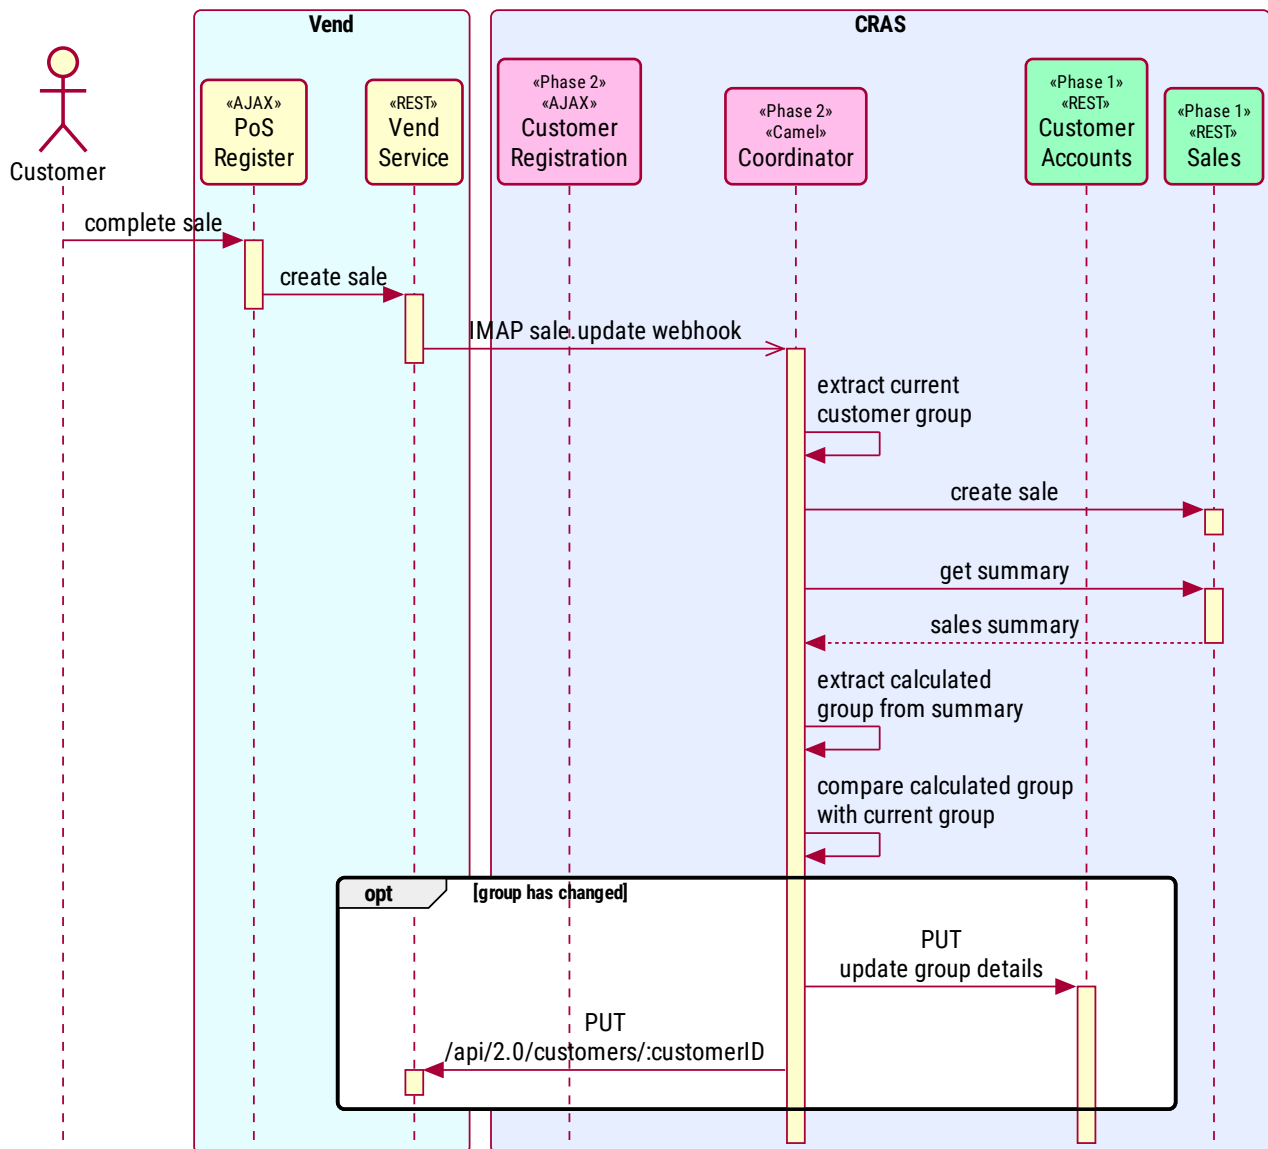 Vend
CRAS
Customer
«AJAX»
PoS
Register
«REST»
Vend
Service
«Phase 2»
«AJAX»
Customer
Registration
«Phase 2»
«Camel»
Coordinator
«Phase 1»
«REST»
Customer
Accounts
«Phase 1»
«REST»
Sales
complete sale
create sale
IMAP sale.update webhook
extract current
customer group
create sale
get summary
sales summary
extract calculated
group from summary
compare calculated group
with current group
opt
[group has changed]
PUT
update group details
PUT
/api/2.0/customers/:customerID